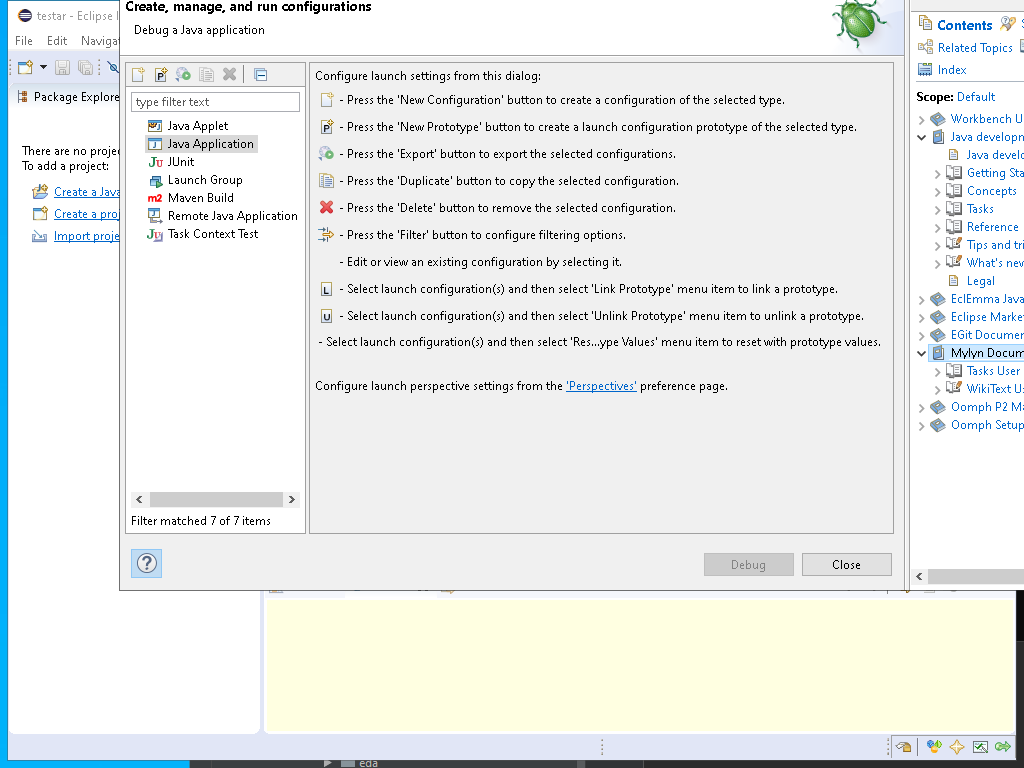 testar - Eclipse I
File Edit Naviga
Package Explore
There are no proje
To add a project:
Create a Java
Create a proj
Import proje
Create, manage, and run configurations
Debug a Java application
type filter text
Java Applet
Java Application
JUnit
Launch Group
Maven Build
Remote Java Application
Task Context Test
Filter matched 7 of 7 items
Configure launch settings from this dialog:
- Press the 'New Configuration' button to create a configuration of the selected type.
- Press the 'New Prototype' button to create a launch configuration prototype of the selected type.
- Press the 'Export' button to export the selected configurations.
- Press the 'Duplicate' button to copy the selected configuration.
- Press the 'Delete' button to remove the selected configuration.
- Press the 'Filter' button to configure filtering options.
- Edit or view an existing configuration by selecting it.
- Select launch configuration(s) and then select 'Link Prototype' menu item to link a prototype.
- Select launch configuration(s) and then select 'Unlink Prototype' menu item to unlink a prototype.
- Select launch configuration(s) and then select 'Res...ype Values' menu item to reset with prototype values.
Configure launch perspective settings from the 'Perspectives' preference page.
Debug
Close
Contents
Related Topics
Index
Scope: Default
Workbench U
Java developm
Java develo
Getting Sta
Concepts
Tasks
Reference
Tips and tri
What's new
Legal
EclEmma Java
Eclipse Marke
EGit Documen
Mylyn Docum
Tasks User
WikiText Us
Oomph P2 Ma
Oomph Setup
eda